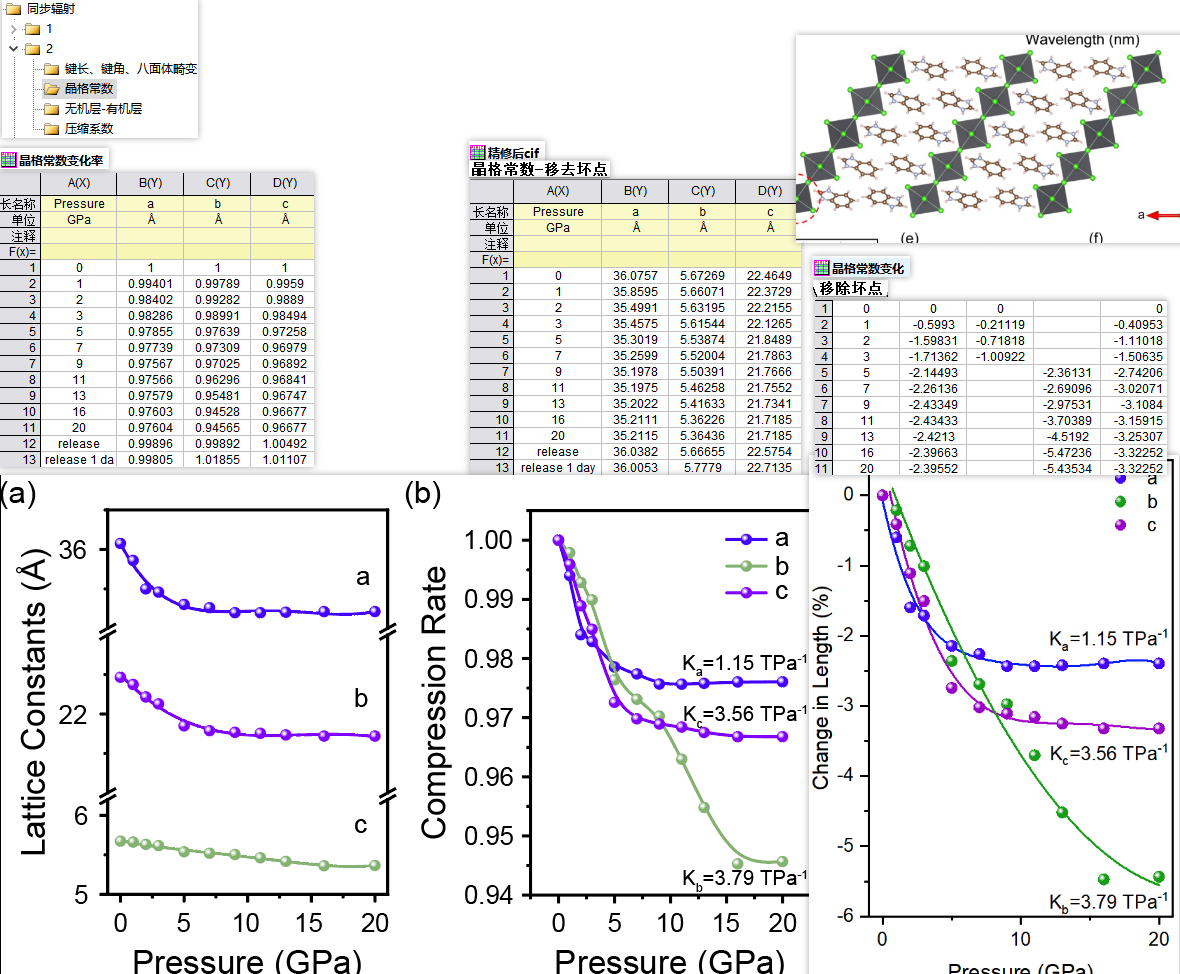 同步辐射
1
2
键长、键角、八面体畸变
晶格常数
无机层-有机层
压缩系数
晶格常数变化率
A(X) B(Y) C(Y) D(Y)
长名称 Pressure a b c
单位 GPa Å Å Å
注释
F(x)=
1 0 1 1 1
2 1 0.99401 0.99789 0.9959
3 2 0.98402 0.99282 0.9889
4 3 0.98286 0.98991 0.98494
5 5 0.97855 0.97639 0.97258
6 7 0.97739 0.97309 0.96979
7 9 0.97567 0.97025 0.96892
8 11 0.97566 0.96296 0.96841
9 13 0.97579 0.95481 0.96747
10 16 0.97603 0.94528 0.96677
11 20 0.97604 0.94565 0.96677
12 release 0.99896 0.99892 1.00492
13 release 1 da 0.99805 1.01855 1.01107
精修后cif
晶格常数-移去坏点
A(X) B(Y) C(Y) D(Y)
长名称 Pressure a b c
单位 GPa Å Å Å
注释
F(x)=
1 0 36.0757 5.67269 22.4649
2 1 35.8595 5.66071 22.3729
3 2 35.4991 5.63195 22.2155
4 3 35.4575 5.61544 22.1265
5 5 35.3019 5.53874 21.8489
6 7 35.2599 5.52004 21.7863
7 9 35.1978 5.50391 21.7666
8 11 35.1975 5.46258 21.7552
9 13 35.2022 5.41633 21.7341
10 16 35.2111 5.36226 21.7185
11 20 35.2115 5.36436 21.7185
12 release 36.0382 5.66655 22.5754
13 release 1 day 36.0053 5.7779 22.7135
Wavelength (nm)
a
(e) (f)
晶格常数变化
移除坏点
1 0 0 0 0
2 1 -0.5993 -0.21119 -0.40953
3 2 -1.59831 -0.71818 -1.11018
4 3 -1.71362 -1.00922 -1.50635
5 5 -2.14493 -2.36131 -2.74206
6 7 -2.26136 -2.69096 -3.02071
7 9 -2.43349 -2.97531 -3.1084
8 11 -2.43433 -3.70389 -3.15915
9 13 -2.4213 -4.5192 -3.25307
10 16 -2.39663 -5.47236 -3.32252
11 20 -2.39552 -5.43534 -3.32252
(a)
Lattice Constants (Å)
36
22
6
5
a
b
c
0 5 10 15 20
Pressure (GPa)
(b)
Compression Rate
1.00
0.99
0.98
0.97
0.96
0.95
0.94
a
b
c
Ka=1.15 TPa-1
Kc=3.56 TPa-1
Kb=3.79 TPa-1
0 5 10 15 20
Pressure (GPa)
Change in Length (%)
0
-1
-2
-3
-4
-5
-6
a
b
c
Ka=1.15 TPa-1
Kc=3.56 TPa-1
Kb=3.79 TPa-1
0 10 20
Pressure (GPa)